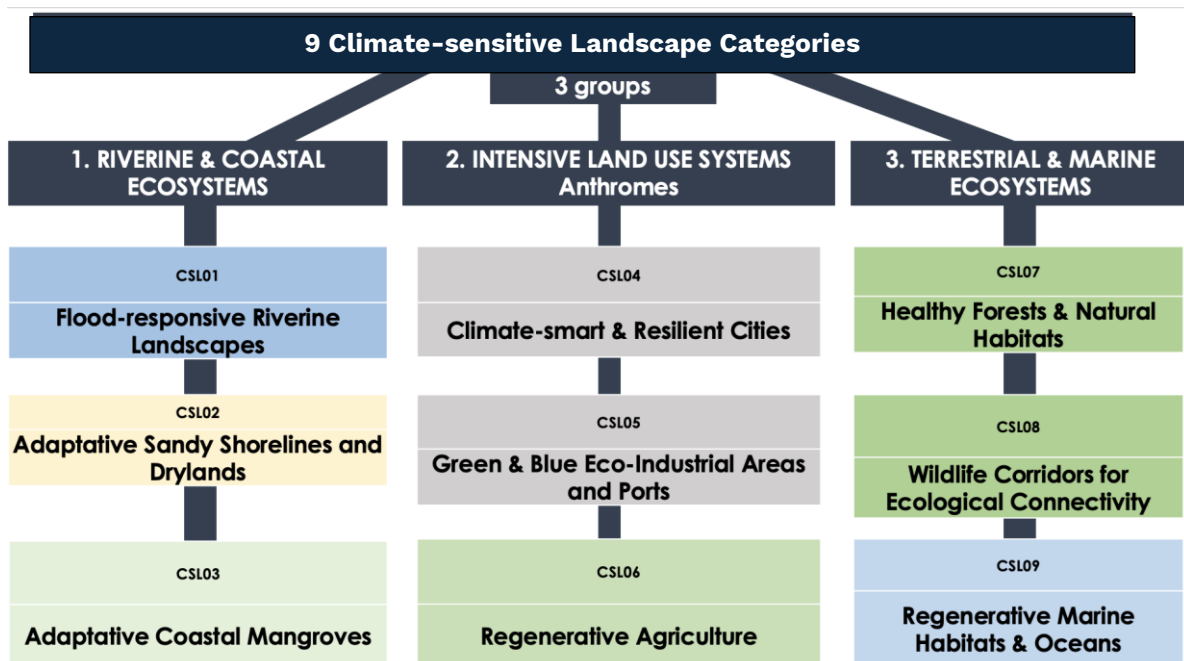 9 Climate-sensitive Landscape Categories
3 groups
1. RIVERINE & COASTAL
ECOSYSTEMS
2. INTENSIVE LAND USE SYSTEMS
Anthromes
3. TERRESTRIAL & MARINE
ECOSYSTEMS
CSL01
Flood-responsive Riverine
Landscapes
CSL02
Adaptative Sandy Shorelines and
Drylands
CSL03
Adaptative Coastal Mangroves
CSL04
Climate-smart & Resilient Cities
CSL05
Green & Blue Eco-Industrial Areas
and Ports
CSL06
Regenerative Agriculture
CSL07
Healthy Forests & Natural
Habitats
CSL08
Wildlife Corridors for
Ecological Connectivity
CSL09
Regenerative Marine
Habitats & Oceans